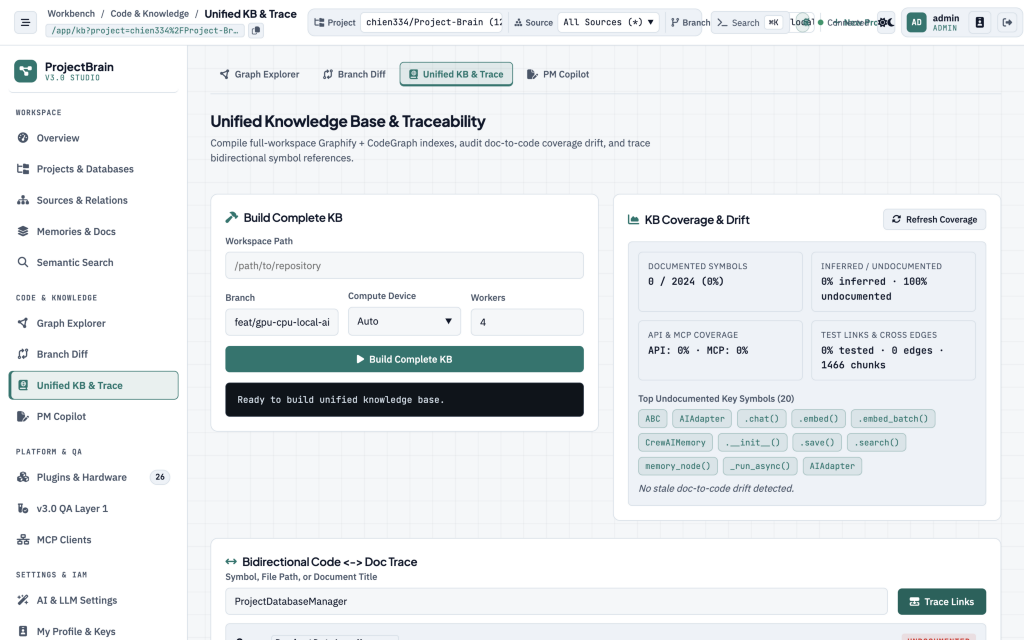 Workbench / Code & Knowledge / Unified KB & Trace
/app/kb?project=chien334%2FProject-Br…
Project chien334/Project-Brain (12 Source All Sources (*) ▼ Branch Search ⌘K
AD admin
ADMIN
ProjectBrain
V3.0 STUDIO
WORKSPACE
Overview
Projects & Databases
Sources & Relations
Memories & Docs
Semantic Search
CODE & KNOWLEDGE
Graph Explorer
Branch Diff
Unified KB & Trace
PM Copilot
PLATFORM & QA
Plugins & Hardware 26
v3.0 QA Layer 1
MCP Clients
SETTINGS & IAM
AI & LLM Settings
My Profile & Keys
Graph Explorer Branch Diff Unified KB & Trace PM Copilot
Unified Knowledge Base & Traceability
Compile full-workspace Graphify + CodeGraph indexes, audit doc-to-code coverage drift, and trace
bidirectional symbol references.
Build Complete KB
Workspace Path
/path/to/repository
Branch Compute Device Workers
feat/gpu-cpu-local-ai Auto ▼ 4
Build Complete KB
Ready to build unified knowledge base.
KB Coverage & Drift Refresh Coverage
DOCUMENTED SYMBOLS
0 / 2024 (0%)
INFERRED / UNDOCUMENTED
0% inferred · 100%
undocumented
API & MCP COVERAGE
API: 0% · MCP: 0%
TEST LINKS & CROSS EDGES
0% tested · 0 edges ·
1466 chunks
Top Undocumented Key Symbols (20)
ABC AIAdapter .chat() .embed() .embed_batch()
CrewAIMemory .__init__() .save() .search()
memory_node() _run_async() AIAdapter
No stale doc-to-code drift detected.
Bidirectional Code <-> Doc Trace
Symbol, File Path, or Document Title
ProjectDatabaseManager Trace Links